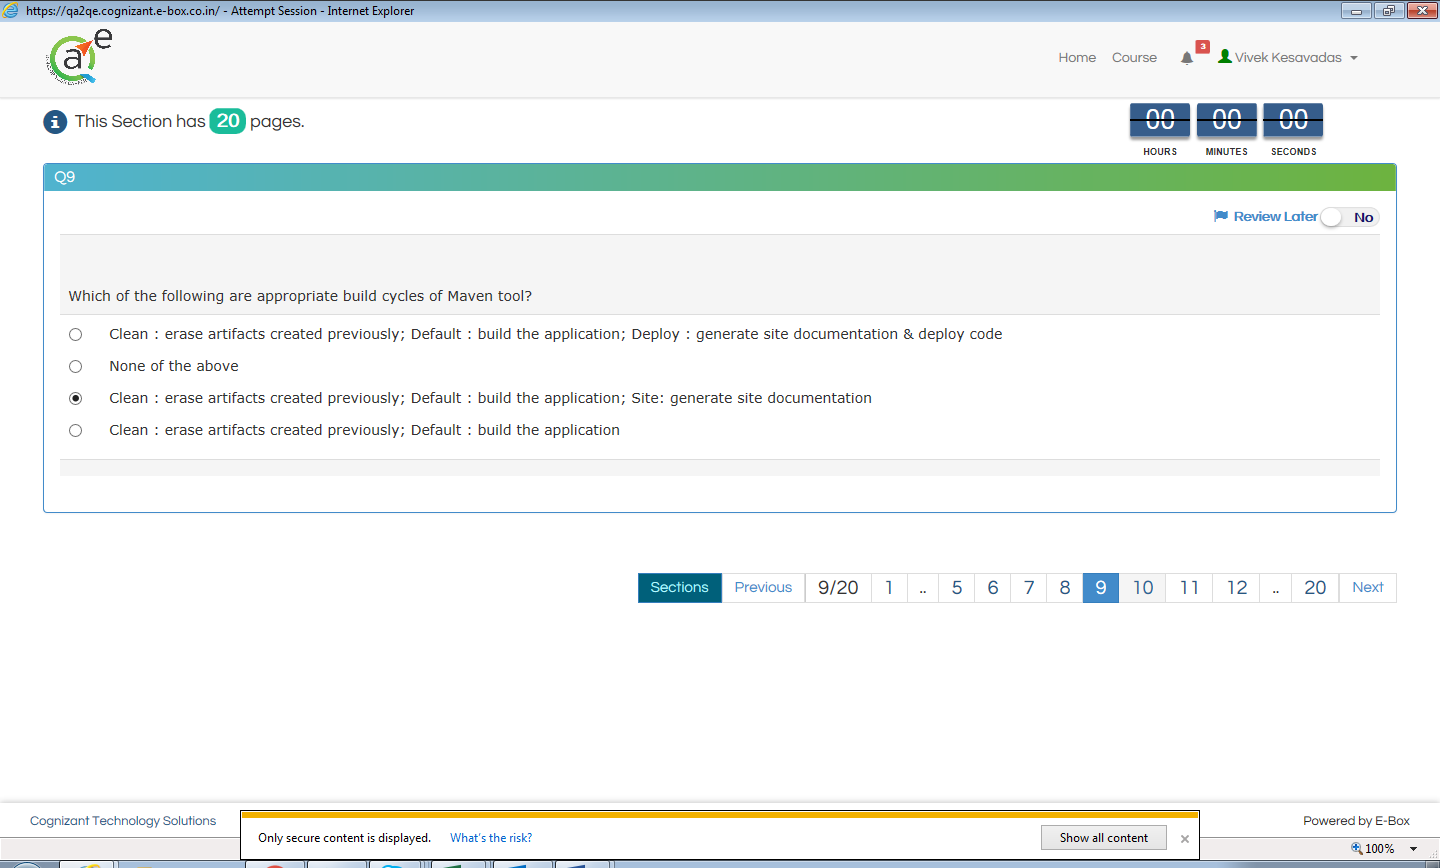 https://qa2qe.cognizant.e-box.co.in/ - Attempt Session - Internet Explorer
a e
Home Course 3 Vivek Kesavadas
This Section has 20 pages.
00 00 00
HOURS MINUTES SECONDS
Q9
Review Later No
Which of the following are appropriate build cycles of Maven tool?
Clean : erase artifacts created previously; Default : build the application; Deploy : generate site documentation & deploy code
None of the above
Clean : erase artifacts created previously; Default : build the application; Site: generate site documentation
Clean : erase artifacts created previously; Default : build the application
Sections Previous 9/20 1 .. 5 6 7 8 9 10 11 12 .. 20 Next
Cognizant Technology Solutions
Powered by E-Box
Only secure content is displayed. What's the risk? Show all content ×
100%